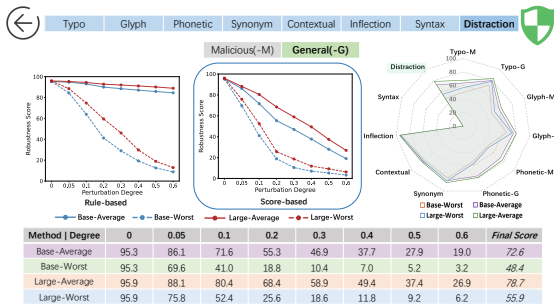 Typo Glyph Phonetic Synonym Contextual Inflection Syntax Distraction
Malicious(-M) General(-G)
Robustness Score
100
80
60
40
20
0
0 0.05 0.1 0.2 0.3 0.4 0.5 0.6
Perturbation Degree
Rule-based
Robustness Score
100
80
60
40
20
0
0 0.05 0.1 0.2 0.3 0.4 0.5 0.6
Perturbation Degree
Score-based
Base-Average Base-Worst Large-Average Large-Worst
Typo-M
Typo-G
Glyph-M
Glyph-
Phonetic-M
Phonetic-G
Synonym
Contextual
Inflection
Syntax
Distraction
100
80
60
40
20
0
Base-Worst Base-Average
Large-Worst Large-Average
Method | Degree 0 0.05 0.1 0.2 0.3 0.4 0.5 0.6 Final Score
Base-Average 95.3 86.1 71.6 55.3 46.9 37.7 27.9 19.0 72.6
Base-Worst 95.3 69.6 41.0 18.8 10.4 7.0 5.2 3.2 48.4
Large-Average 95.9 88.1 80.4 68.4 58.9 49.4 37.4 26.9 78.7
Large-Worst 95.9 75.8 52.4 25.6 18.6 11.8 9.2 6.2 55.9